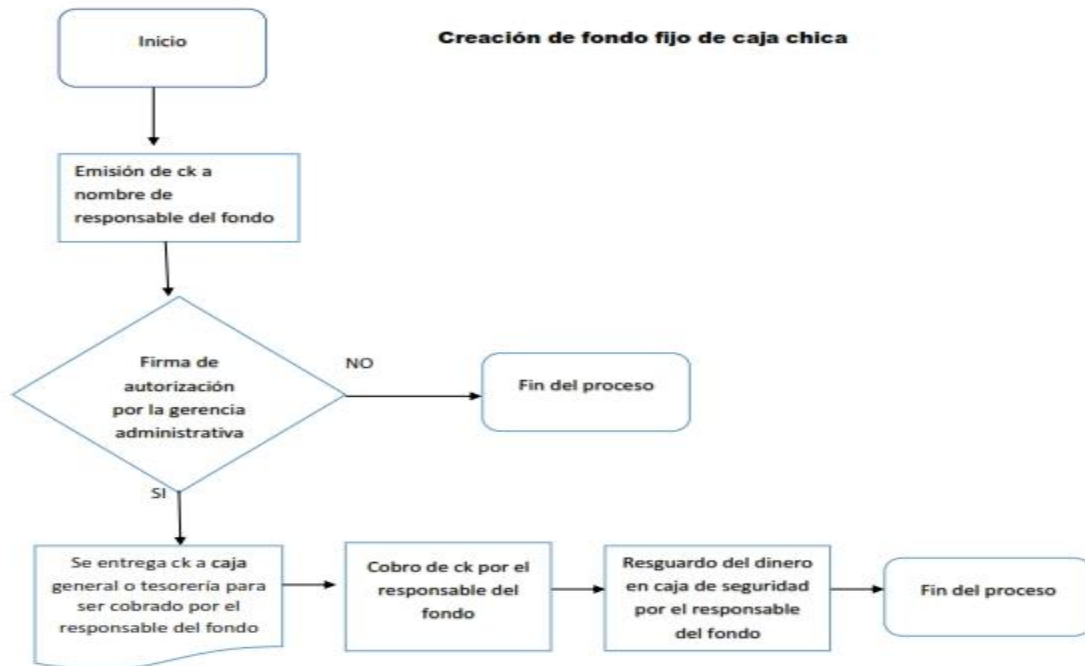 Inicio
Creación de fondo fijo de caja chica
Emisión de ck a
nombre de
responsable del fondo
Firma de
autorización
por la gerencia
administrativa
NO
Fin del proceso
SI
Se entrega ck a caja
general o tesorería para
ser cobrado por el
responsable del fondo
Cobro de ck por el
responsable del
fondo
Resguardo del dinero
en caja de seguridad
por el responsable
del fondo
Fin del proceso